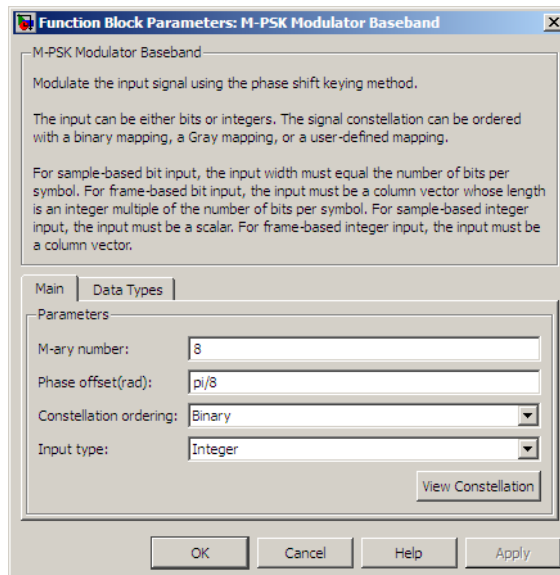 Function Block Parameters: M-PSK Modulator Baseband
M-PSK Modulator Baseband
Modulate the input signal using the phase shift keying method.
The input can be either bits or integers. The signal constellation can be ordered
with a binary mapping, a Gray mapping, or a user-defined mapping.
For sample-based bit input, the input width must equal the number of bits per
symbol. For frame-based bit input, the input must be a column vector whose length
is an integer multiple of the number of bits per symbol. For sample-based integer
input, the input must be a scalar. For frame-based integer input, the input must be
a column vector.
Main Data Types
Parameters
M-ary number: 8
Phase offset(rad): pi/8
Constellation ordering: Binary
Input type: Integer
View Constellation
OK Cancel Help Apply